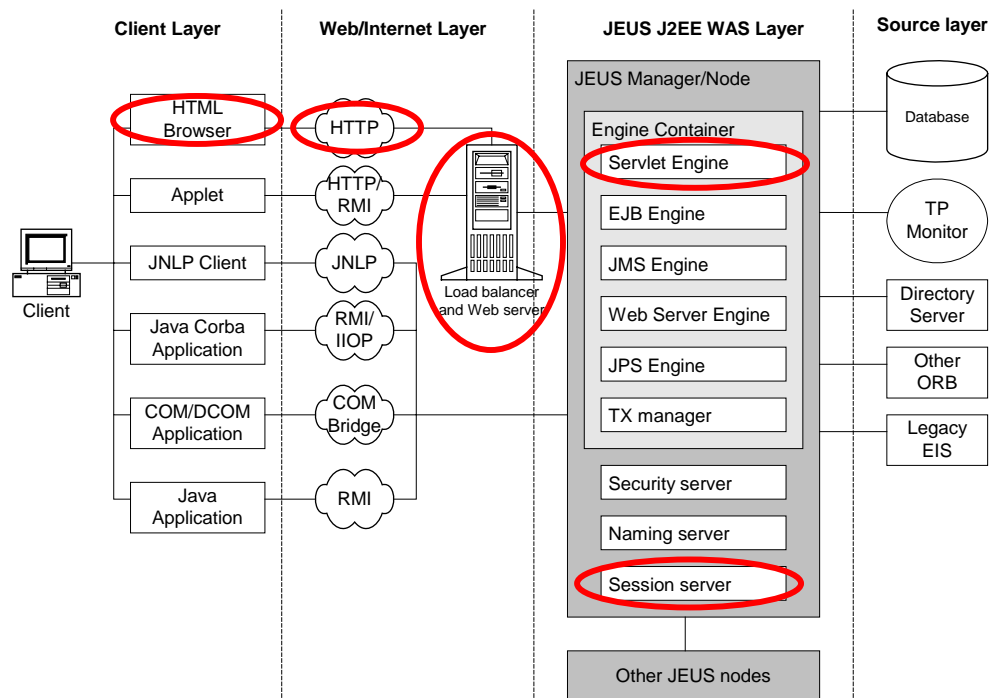 Client Layer
Web/Internet Layer
JEUS J2EE WAS Layer
Source layer
Client
HTML
Browser
Applet
JNLP Client
Java Corba
Application
COM/DCOM
Application
Java
Application
HTTP
HTTP/
RMI
JNLP
RMI/
IIOP
COM
Bridge
RMI
Load balancer
and Web server
JEUS Manager/Node
Engine Container
Servlet Engine
EJB Engine
JMS Engine
Web Server Engine
JPS Engine
TX manager
Security server
Naming server
Session server
Other JEUS nodes
Database
TP
Monitor
Directory
Server
Other
ORB
Legacy
EIS